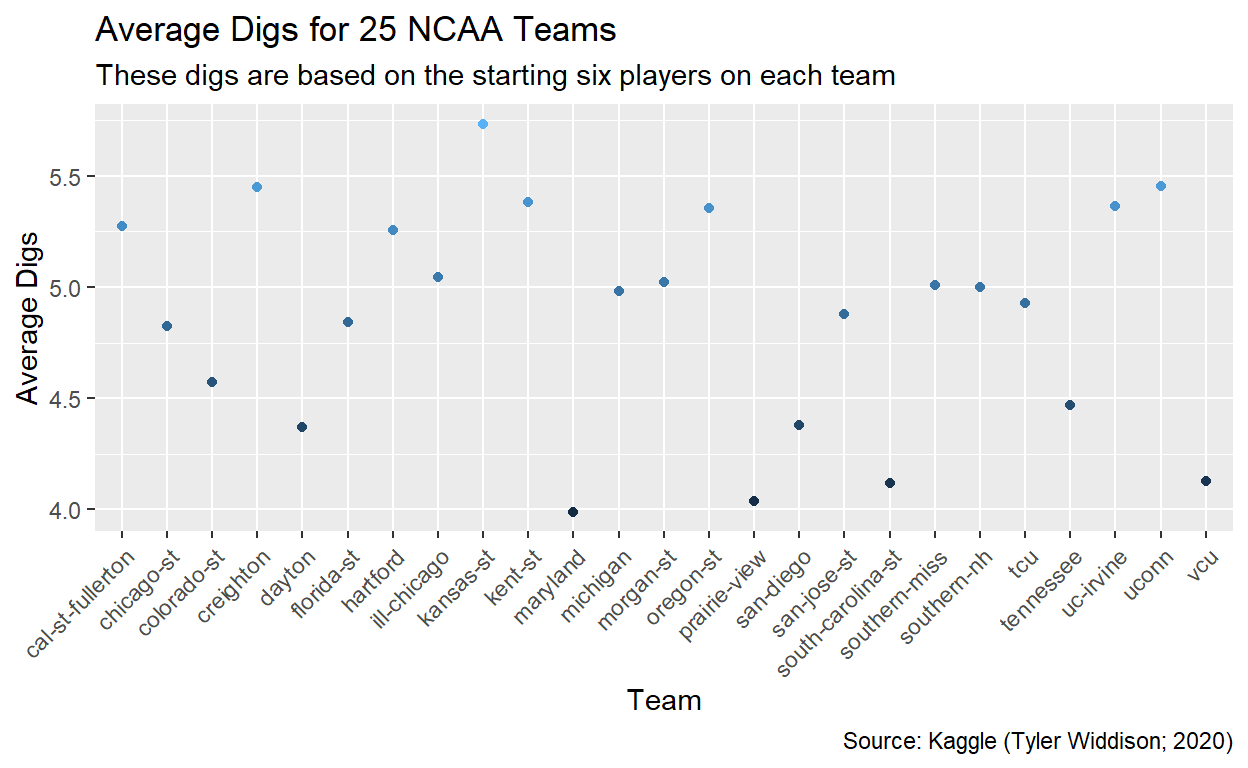 Average Digs for 25 NCAA Teams
These digs are based on the starting six players on each team
Average Digs
5.5
5.0
4.5
4.0
cal-st-fullerton
chicago-st
colorado-st
creighton
dayton
florida-st
hartford
ill-chicago
kansas-st
kent-st
maryland
michigan
morgan-st
oregon-st
prairie-view
san-diego
san-jose-st
south-carolina-st
southern-miss
southern-nh
tcu
tennessee
uc-irvine
uconn
vcu
Team
Source: Kaggle (Tyler Widdison; 2020)